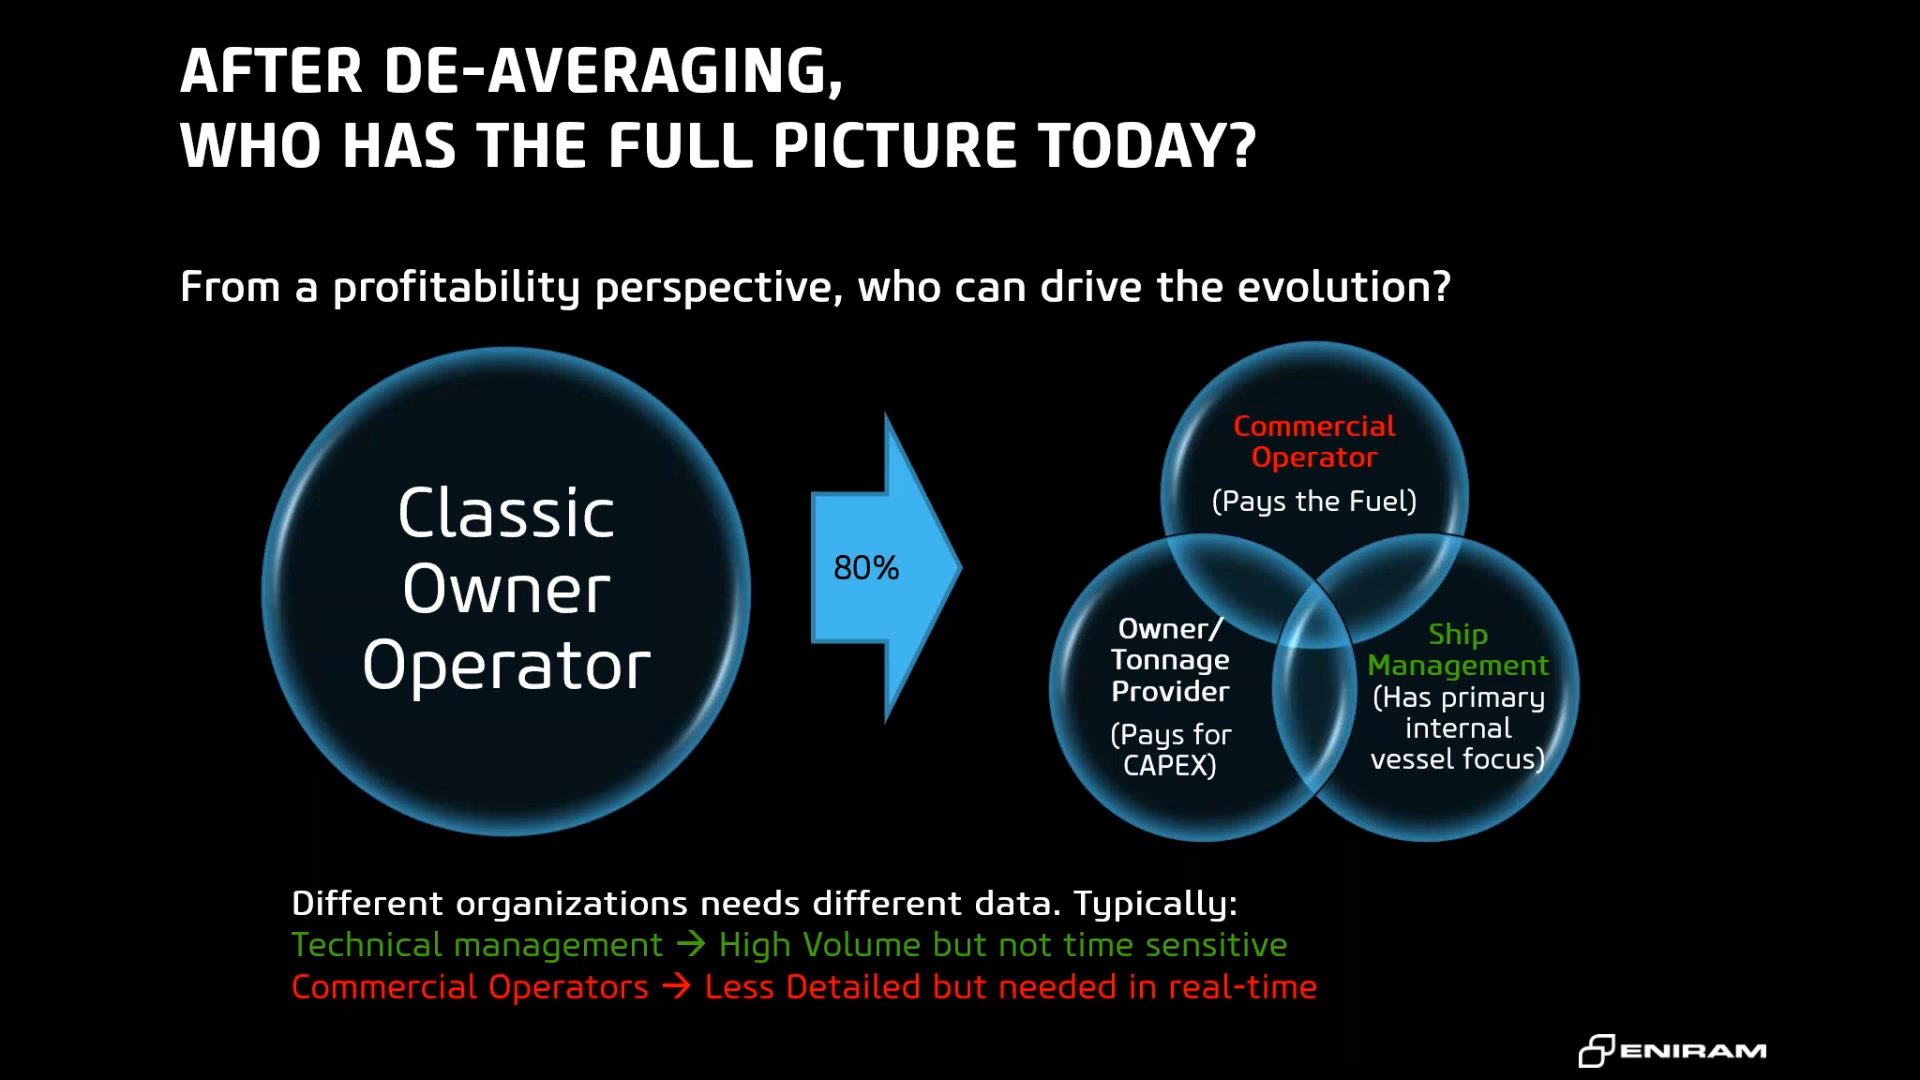 AFTER DE-AVERAGING,
WHO HAS THE FULL PICTURE TODAY?
From a profitability perspective, who can drive the evolution?
Classic
Owner
Operator
80%
Commercial
Operator
(Pays the Fuel)
Owner/
Tonnage
Provider
(Pays for
CAPEX)
Ship
Management
(Has primary
internal
vessel focus)
Different organizations needs different data. Typically:
Technical management → High Volume but not time sensitive
Commercial Operators → Less Detailed but needed in real-time
ENIRAM